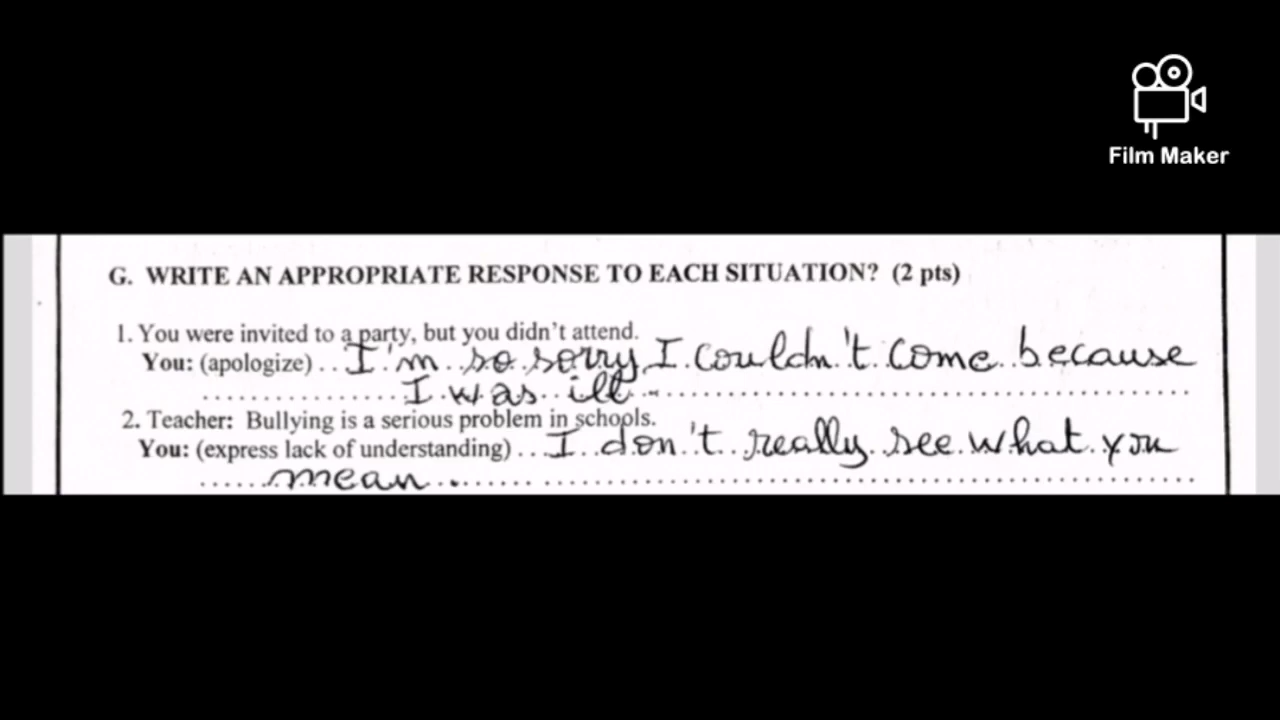 Film Maker
G. WRITE AN APPROPRIATE RESPONSE TO EACH SITUATION? (2 pts)
1. You were invited to a party, but you didn't attend.
You: (apologize) .. I'm so sorry I couldn't come because
I was ill
2. Teacher: Bullying is a serious problem in schools.
You: (express lack of understanding) ... I don't really see what you
mean